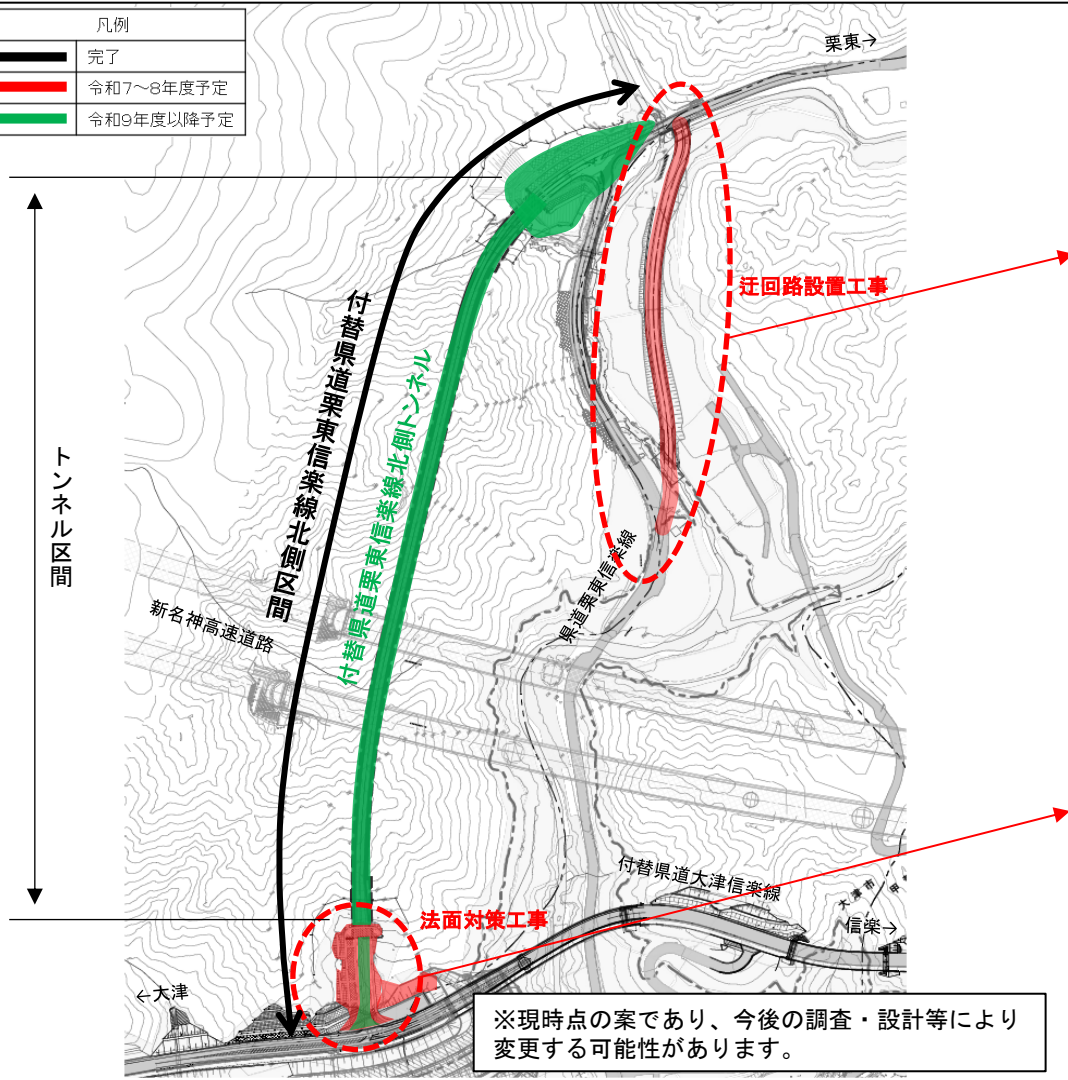 凡例
完了
令和7~8年度予定
令和9年度以降予定
栗東→
迂回路設置工事
付替県道栗東信楽線北側区間
付替県道栗東信楽線北側トンネル
トンネル区間
県道栗東信楽線
新名神高速道路
付替県道大津信楽線
大津市
甲
信楽→
法面対策工事
←大津
※現時点の案であり、今後の調査・設計等により
変更する可能性があります。